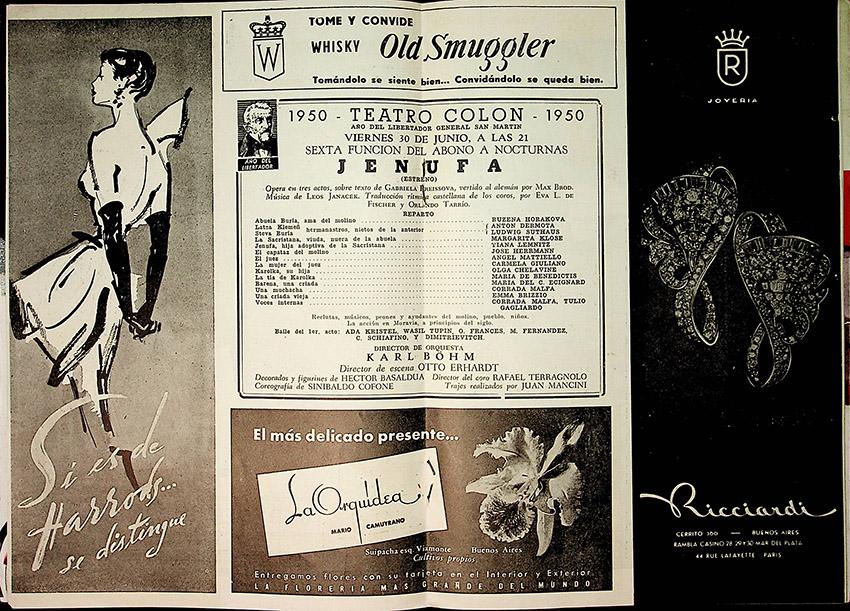 Si es de
Harrods...
se distingue
W
TOME Y CONVIDE
WHISKY Old Smuggler
Tomándolo se siente bien... Convidándolo se queda bien.
AÑO DEL
LIBERTADOR
1950 - TEATRO COLON - 1950
AÑO DEL LIBERTADOR GENERAL SAN MARTIN
VIERNES 30 DE JUNIO, A LAS 21
SEXTA FUNCION DEL ABONO A NOCTURNAS
JENUFA
(ESTRENO)
Opera en tres actos, sobre texto de GABRIELA PREISSOVA, vertido al alemán por MAX BROD.
Música de LEOS JANACEK. Traducción rítmica castellana de los coros, por EVA L. DE
FISCHER y ORLANDO TARRIO.
REPARTO
Abuela Burïa, ama del molino RUZENA HORAKOVA
Latza Klemeñ ANTON DERMOTA
Steva Burïa hermanastros, nietos de la anterior LUDWIG SUTHAUS
La Sacristana, viuda, nuera de la abuela MARGARITA KLOSE
Jenufa, hija adoptiva de la Sacristana VIANA LEMNITZ
El capataz del molino JOSE HERRMANN
El juez ANGEL MATTIELLO
La mujer del juez CARMELA GIULIANO
Karolka, su hija OLGA CHELAVINE
La tía de Karolka MARIA DE BENEDICTIS
Barena, una criada MARIA DEL C. ECIGNARD
Una muchacha CORRADA MALFA
Una criada vieja EMMA BRIZZIO
Voces internas CORRADA MALFA, TULIO
GAGLIARDO
Reclutas, músicos, peones y ayudantes del molino, pueblo, niños.
La acción en Moravia, a principios del siglo.
Baile del 1er. acto: ADA KRISTEL, WASIL TUPIN, O. FRANCES, M. FERNANDEZ,
C. SCHIAFINO, Y DIMITRIEVITCH.
DIRECTOR DE ORQUESTA
KARL BÖHM
Director de escena OTTO ERHARDT
Decorados y figurines de HECTOR BASALDUA Director del coro RAFAEL TERRAGNOLO
Coreografía de SINIBALDO COFONE Trajes realizados por JUAN MANCINI
El más delicado presente...
La Orquídea
MARIO CAMUYRANO
Suipacha esq. Viamonte Buenos Aires
Cultivos propios
Entregamos flores con su tarjeta en el Interior y Exterior.
LA FLORERIA MAS GRANDE DEL MUNDO
R
JOYERIA
Ricciardi
CERRITO 300 — BUENOS AIRES
RAMBLA CASINO 28 29 Y 30 MAR DEL PLATA
44 RUE LAFAYETTE PARIS